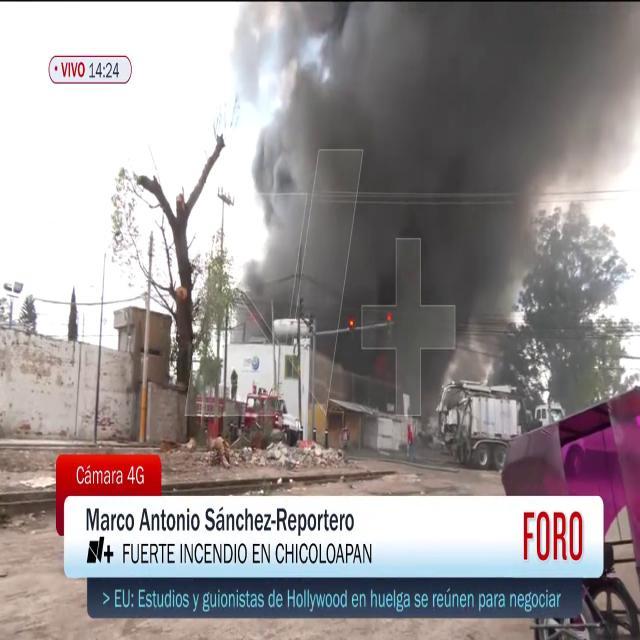 • VIVO 14:24
Cámara 4G
Marco Antonio Sánchez-Reportero
N+ FUERTE INCENDIO EN CHICOLOAPAN
FORO
> EU: Estudios y guionistas de Hollywood en huelga se reúnen para negociar